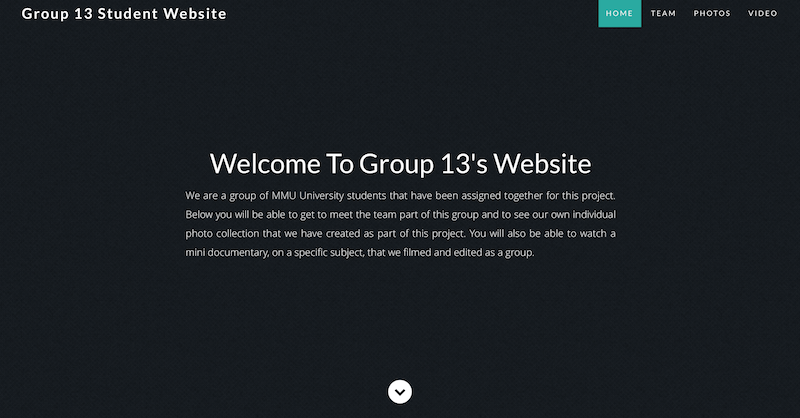 Group 13 Student Website
HOME TEAM PHOTOS VIDEO
Welcome To Group 13's Website
We are a group of MMU University students that have been assigned together for this project.
Below you will be able to get to meet the team part of this group and to see our own individual
photo collection that we have created as part of this project. You will also be able to watch a
mini documentary, on a specific subject, that we filmed and edited as a group.